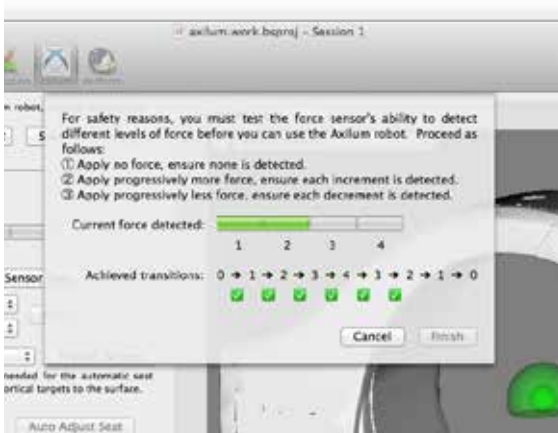 axilum work.bsproj – Session 1
m robot,
For safety reasons, you must test the force sensor's ability to detect
different levels of force before you can use the Axilum robot. Proceed as
follows:
① Apply no force, ensure none is detected.
② Apply progressively more force, ensure each increment is detected.
③ Apply progressively less force, ensure each decrement is detected.
Current force detected:
1 2 3 4
Sensor
Achieved transitions: 0 → 1 → 2 → 3 → 4 → 3 → 2 → 1 → 0
Cancel Finish
for the automatic seat
ortical targets to the surface.
Auto Adjust Seat